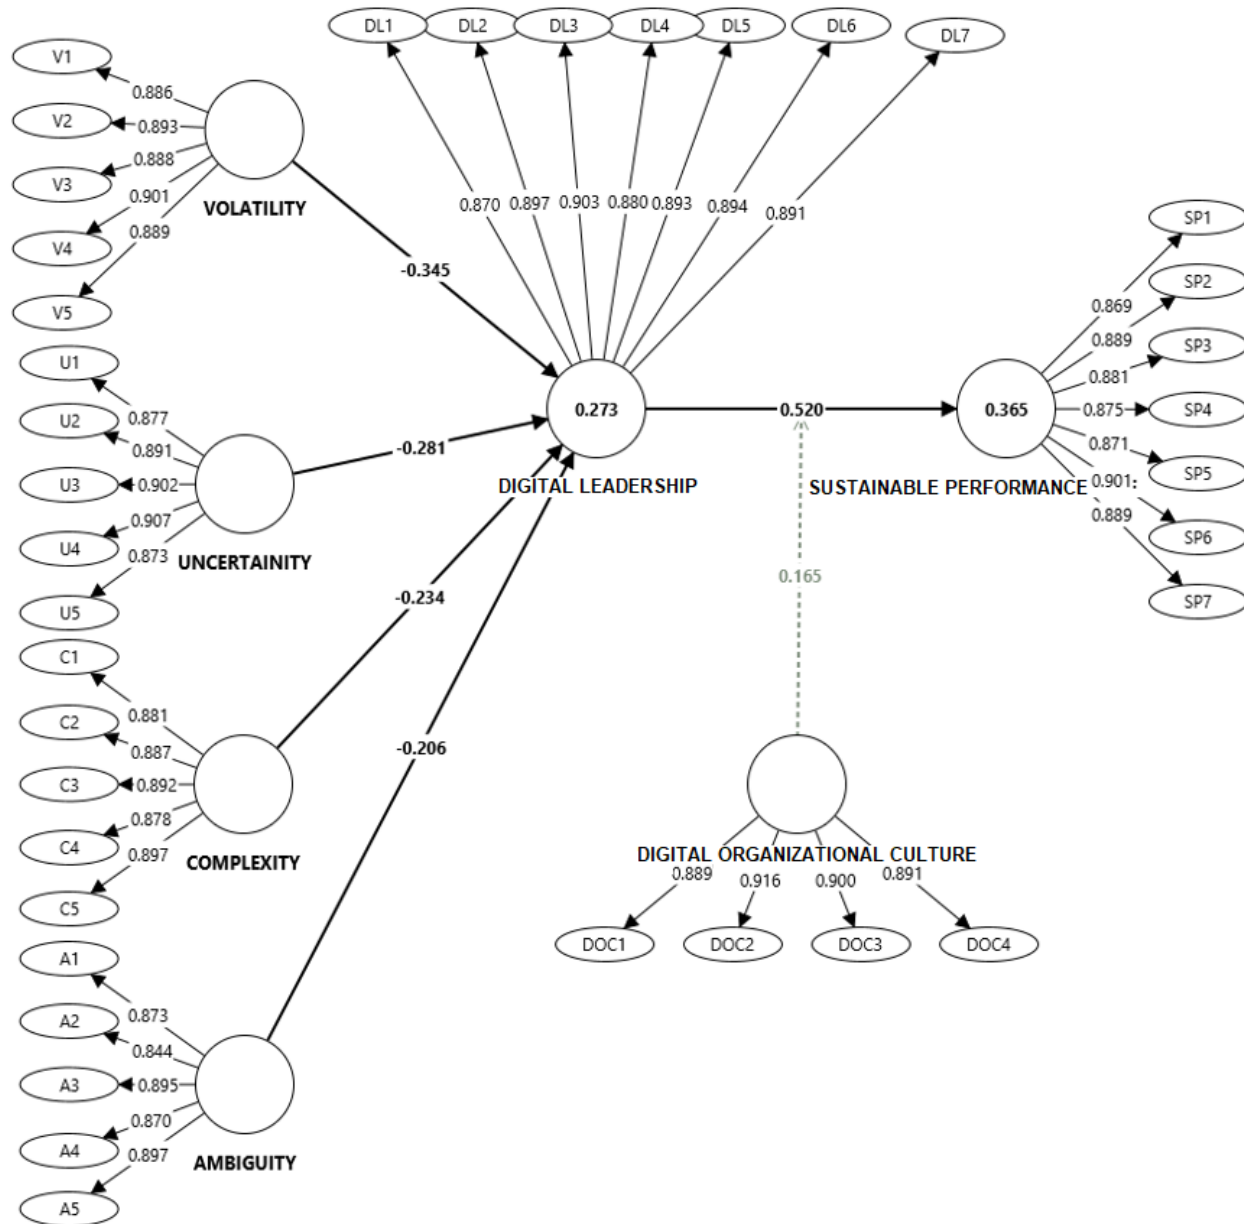 DL1
DL2
DL3
DL4
DL5
DL6
DL7
V1
V2
V3
V4
V5
0.886
0.893
0.888
0.901
0.889
VOLATILITY
0.870
0.897
0.903
0.880
0.893
0.894
0.891
-0.345
U1
U2
U3
U4
U5
0.877
0.891
0.902
0.907
0.873
UNCERTAINITY
-0.281
0.273
DIGITAL LEADERSHIP
0.520
0.365
SUSTAINABLE PERFORMANCE :
SP1
SP2
SP3
SP4
SP5
SP6
SP7
0.869
0.889
0.881
0.875
0.871
0.901
0.889
0.165
C1
C2
C3
C4
C5
0.881
0.887
0.892
0.878
0.897
COMPLEXITY
-0.234
A1
A2
A3
A4
A5
0.873
0.844
0.895
0.870
0.897
AMBIGUITY
-0.206
DIGITAL ORGANIZATIONAL CULTURE
0.889
0.916
0.900
0.891
DOC1
DOC2
DOC3
DOC4